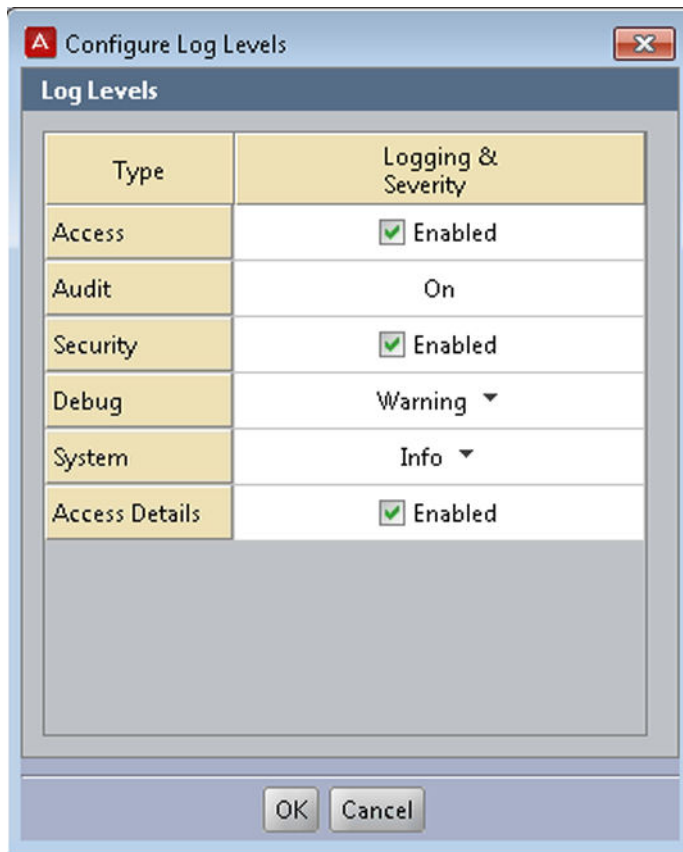 A Configure Log Levels
Log Levels
Type
Logging &
Severity
Access
Enabled
Audit
On
Security
Enabled
Debug
Warning
System
Info
Access Details
Enabled
OK
Cancel